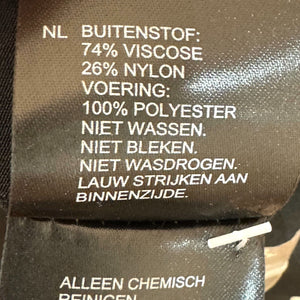 NL BUITENSTOF:
74% VISCOSE
26% NYLON
VOERING:
100% POLYESTER
NIET WASSEN.
NIET BLEKEN.
NIET WASDROGEN.
LAUW STRIJKEN AAN
BINNENZIJDE.
ALLEEN CHEMISCH
REINIGEN